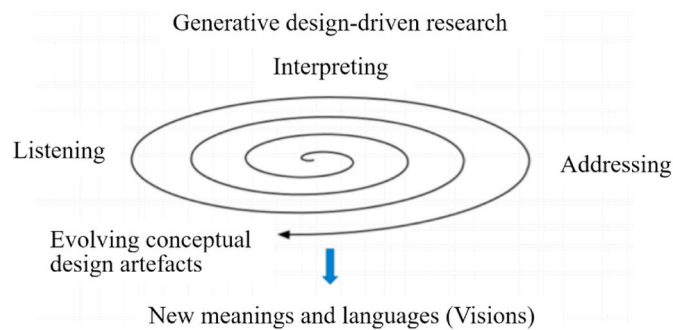 Generative design-driven research
Interpreting
Listening
Addressing
Evolving conceptual
design artefacts
New meanings and languages (Visions)